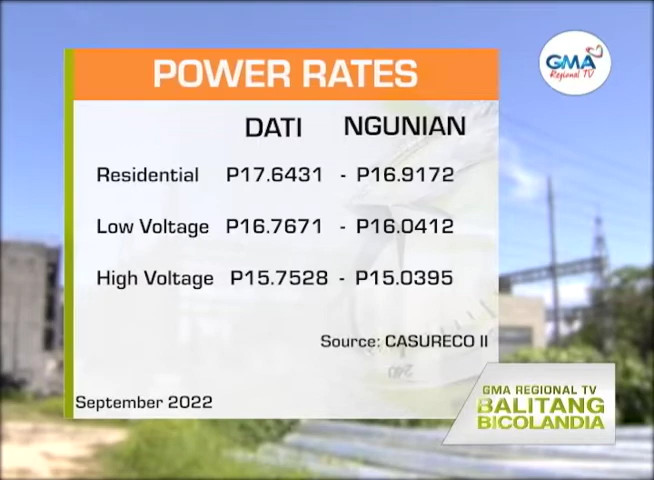 POWER RATES
GMA
Regional TV
DATI NGUNIAN
Residential P17.6431 - P16.9172
Low Voltage P16.7671 - P16.0412
High Voltage P15.7528 - P15.0395
Source: CASURECO II
240
September 2022
GMA REGIONAL TV
BALITANG
BICOLANDIA